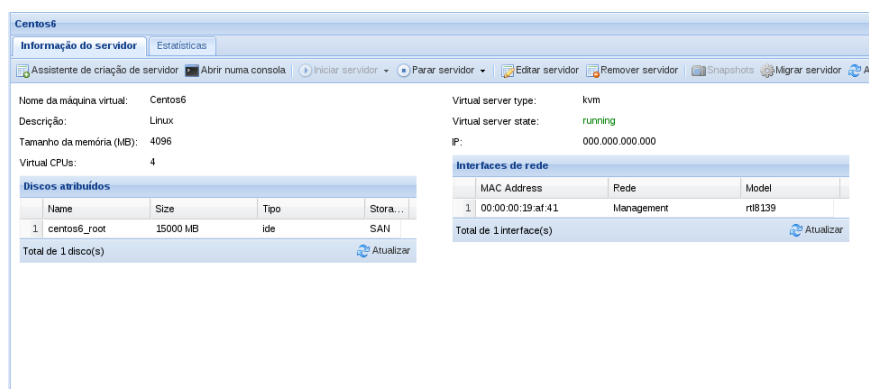 Centos6
Informação do servidor Estatísticas
Assistente de criação de servidor Abrir numa consola Iniciar servidor Parar servidor Editar servidor Remover servidor Snapshots Migrar servidor A
Nome da máquina virtual: Centos6
Descrição: Linux
Tamanho da memória (MB): 4096
Virtual CPUs: 4
Discos atribuídos
Name Size Tipo Stora...
1 centos6_root 15000 MB ide SAN
Total de 1 disco(s) Atualizar
Virtual server type: kvm
Virtual server state: running
IP: 000.000.000.000
Interfaces de rede
MAC Address Rede Model
1 00:00:00:19:af:41 Management rtl8139
Total de 1 interface(s) Atualizar